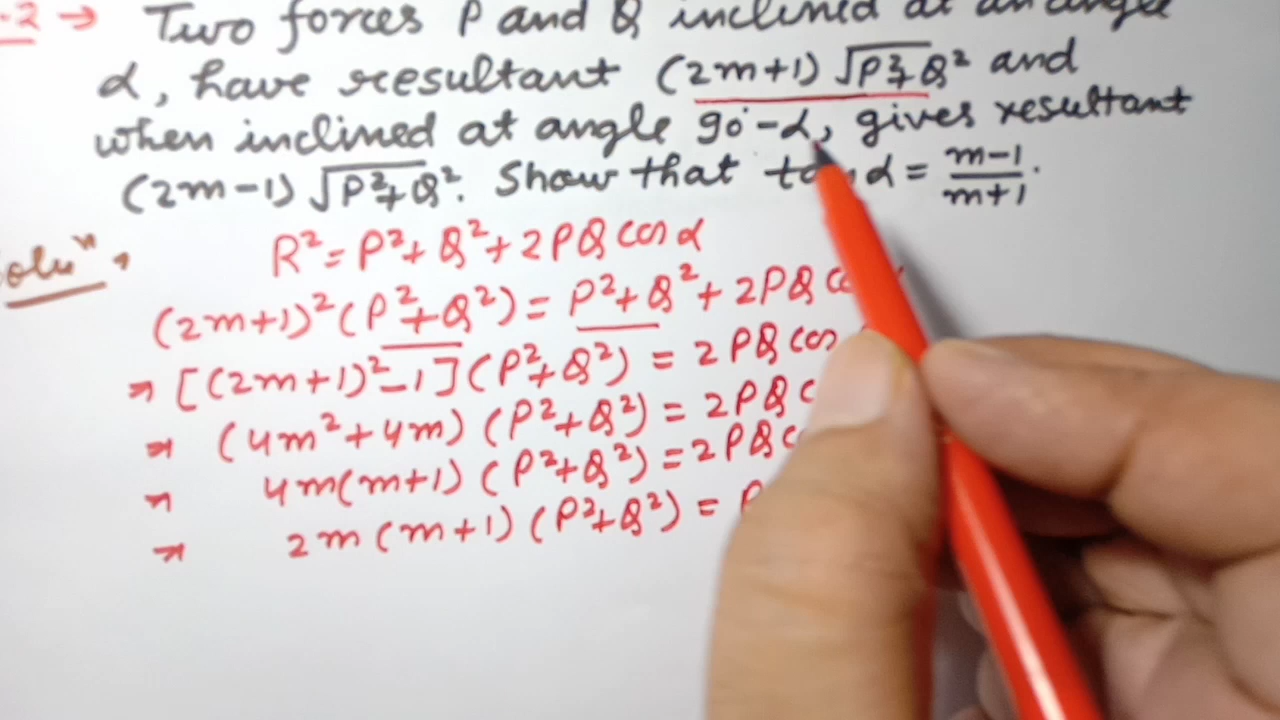 -2 → Two forces P and Q inclined at an angle
α, have resultant (2m+1) √P²+Q² and
when inclined at angle 90°-α, gives resultant
(2m-1) √P²+Q². Show that α = m-1/m+1.
Soluⁿ,
R² = P² + Q² + 2PQ cos α
(2m+1)² (P²+Q²) = P²+Q² + 2PQ
⇒ [(2m+1)²-1] (P²+Q²) = 2PQ cos
⇒ (4m²+4m) (P²+Q²) = 2PQ
⇒ 4m(m+1) (P²+Q²) = 2PQ
⇒ 2m(m+1) (P²+Q²) =